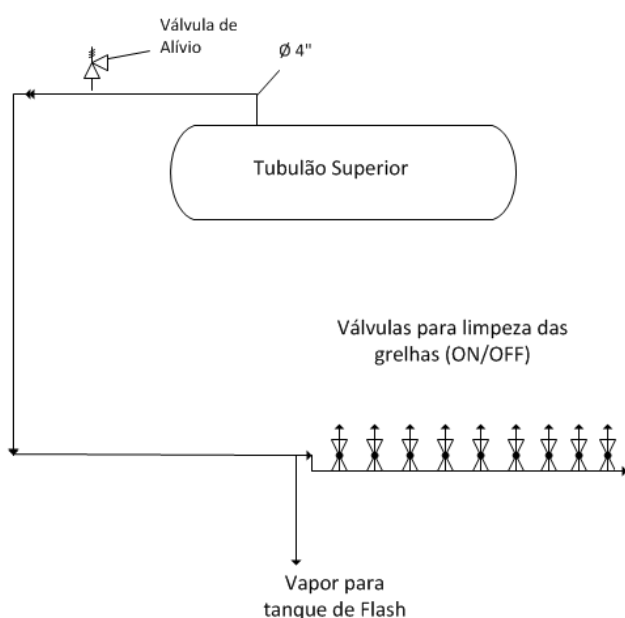 Válvula de
Alívio
Ø 4"
Tubulão Superior
Válvulas para limpeza das
grelhas (ON/OFF)
Vapor para
tanque de Flash